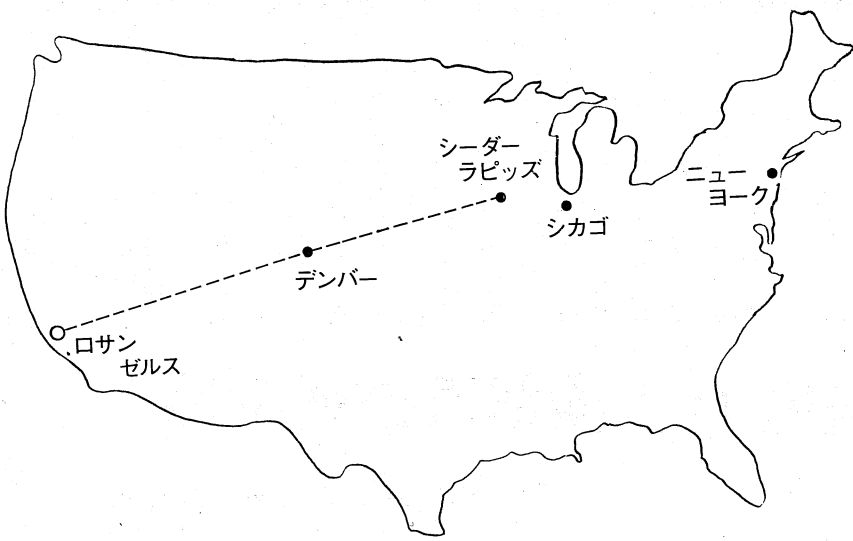 シーダー
ラピッズ
ニュー
ヨーク
シカゴ
デンバー
ロサン
ゼルス